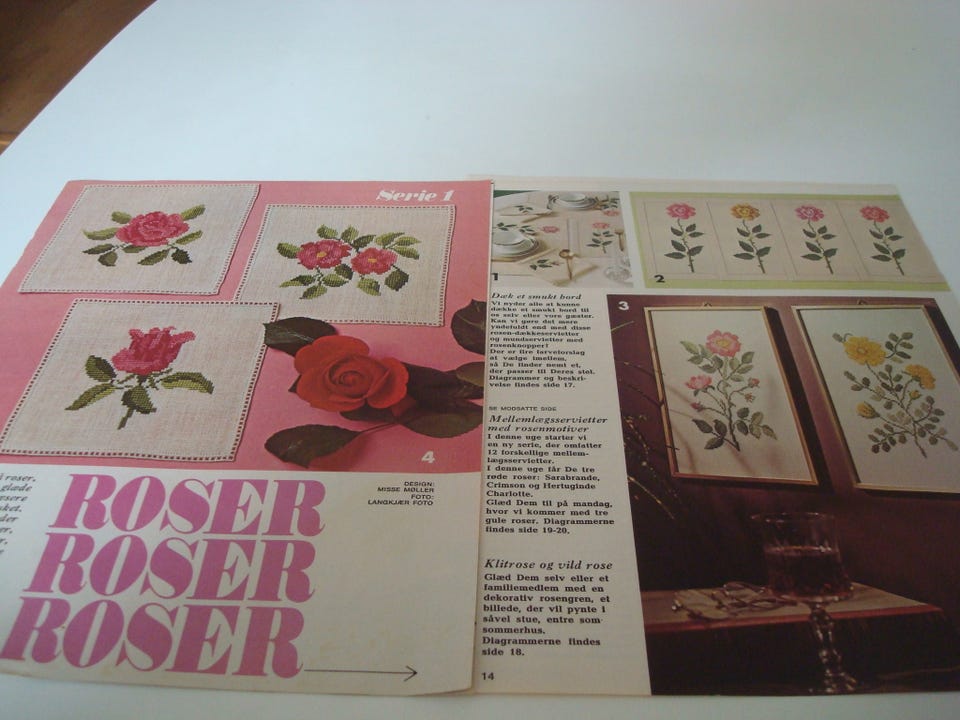 Serie 1
4
DESIGN:
MISSE MØLLER
FOTO:
LANGKJÆR FOTO
roser,
glæde
ROSER
ROSER
ROSER
1
2
3
Dæk et smukt bord
Vi nyder alle at kunne
dække et smukt bord til
os selv eller vore gæster.
Kan vi gøre det mere
yndefuldt end med disse
rosen-dækkeservietter
og mundservietter med
rosenknopper?
Der er fire farveforslag
at vælge imellem,
så De finder nemt et,
der passer til Deres stel.
Diagrammer og beskri-
velse findes side 17.
SE MODSATTE SIDE
Mellemlægsservietter
med rosenmotiver
I denne uge starter vi
en ny serie, der omfatter
12 forskellige mellem-
lægsservietter.
I denne uge får De tre
røde roser: Sarabrande,
Crimson og Hertuginde
Charlotte.
Glæd Dem til på mandag,
hvor vi kommer med tre
gule roser. Diagrammerne
findes side 19-20.
Klitrose og vild rose
Glæd Dem selv eller et
familiemedlem med en
dekorativ rosengren, et
billede, der vil pynte i
såvel stue, entre som
sommerhus.
Diagrammerne findes
side 18.
14